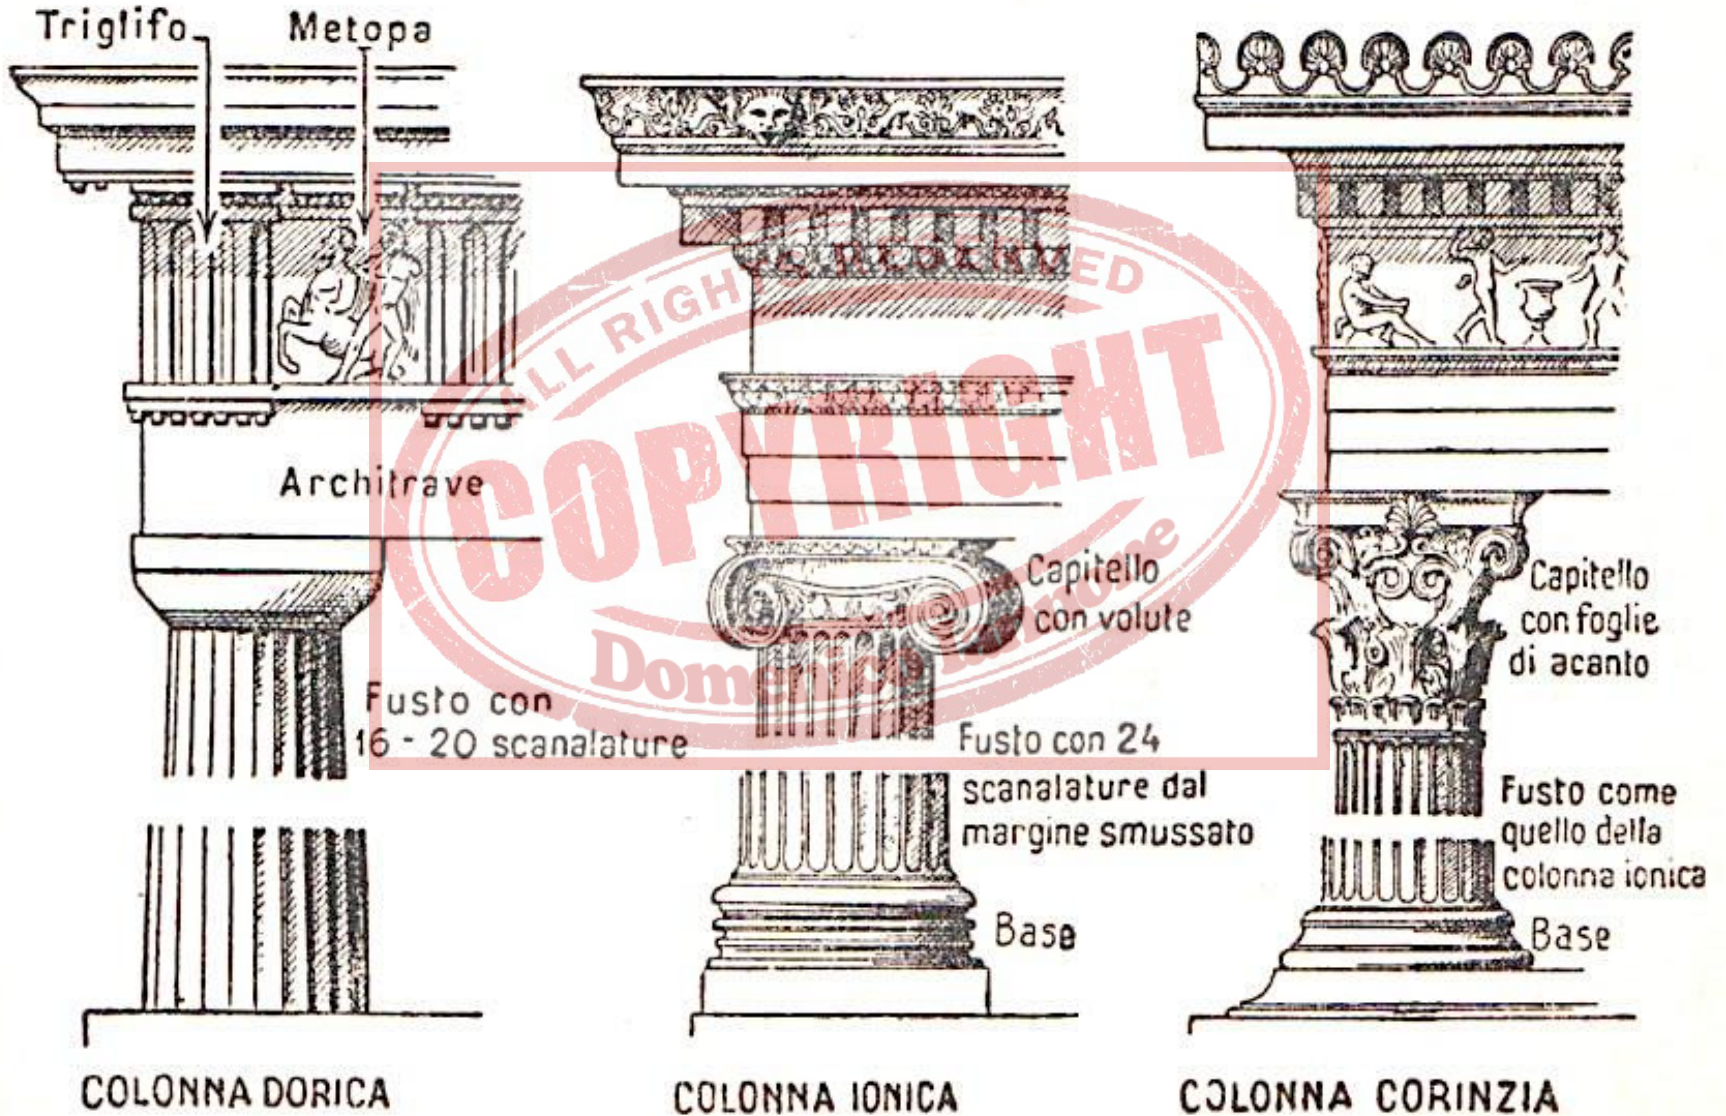 Triglifo
Metopa
Architrave
Fusto con
16 - 20 scanalature
COLONNA DORICA
ALL RIGHTS RESERVED
COPYRIGHT
Domenico Iannone
Capitello
con volute
Fusto con 24
scanalature dal
margine smussato
Base
COLONNA IONICA
Capitello
con foglie
di acanto
Fusto come
quello della
colonna ionica
Base
COLONNA CORINZIA